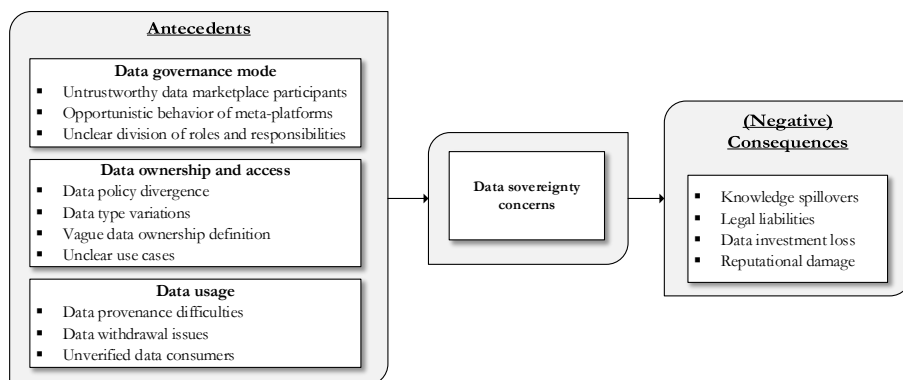 Antecedents
Data governance mode
▪ Untrustworthy data marketplace participants
▪ Opportunistic behavior of meta-platforms
▪ Unclear division of roles and responsibilities
Data ownership and access
▪ Data policy divergence
▪ Data type variations
▪ Vague data ownership definition
▪ Unclear use cases
Data usage
▪ Data provenance difficulties
▪ Data withdrawal issues
▪ Unverified data consumers
Data sovereignty
concerns
(Negative)
Consequences
▪ Knowledge spillovers
▪ Legal liabilities
▪ Data investment loss
▪ Reputational damage